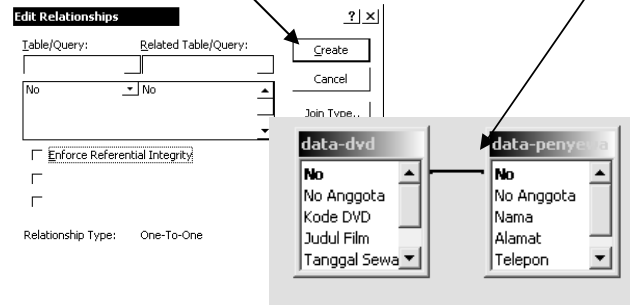 Edit Relationships
Table/Query:
Related Table/Query:
No
No
Create
Cancel
Join Type..
Enforce Referential Integrity
Relationship Type: One-To-One
data-dvd
No
No Anggota
Kode DVD
Judul Film
Tanggal Sewa
data-penyewa
No
No Anggota
Nama
Alamat
Telepon